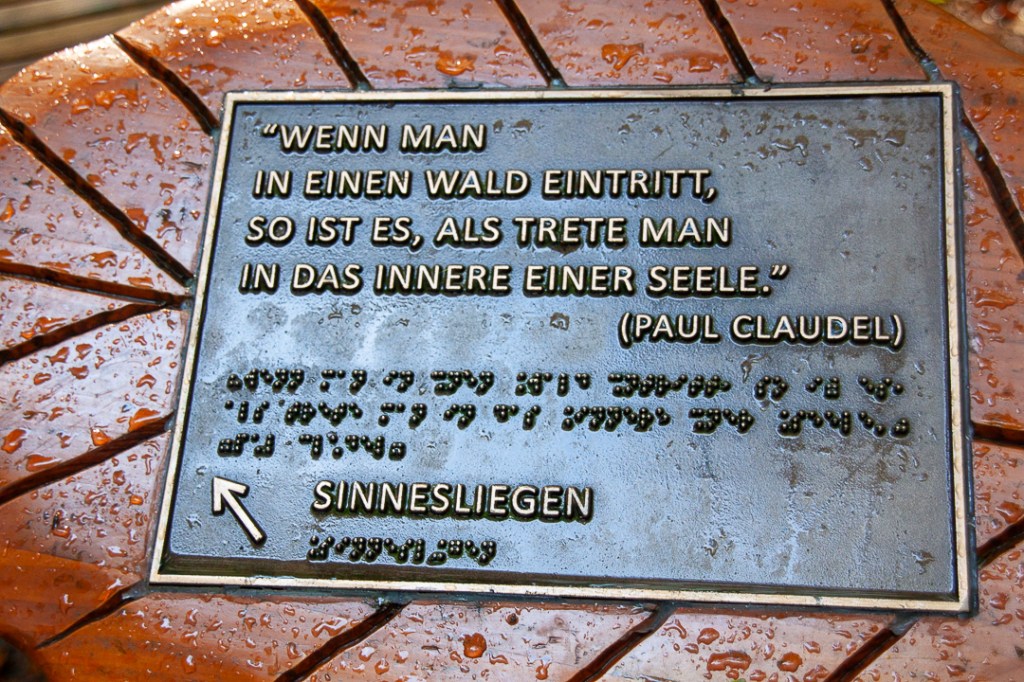 “WENN MAN
IN EINEN WALD EINTRITT,
SO IST ES, ALS TRETE MAN
IN DAS INNERE EINER SEELE.”
(PAUL CLAUDEL)
SINNESLIEGEN